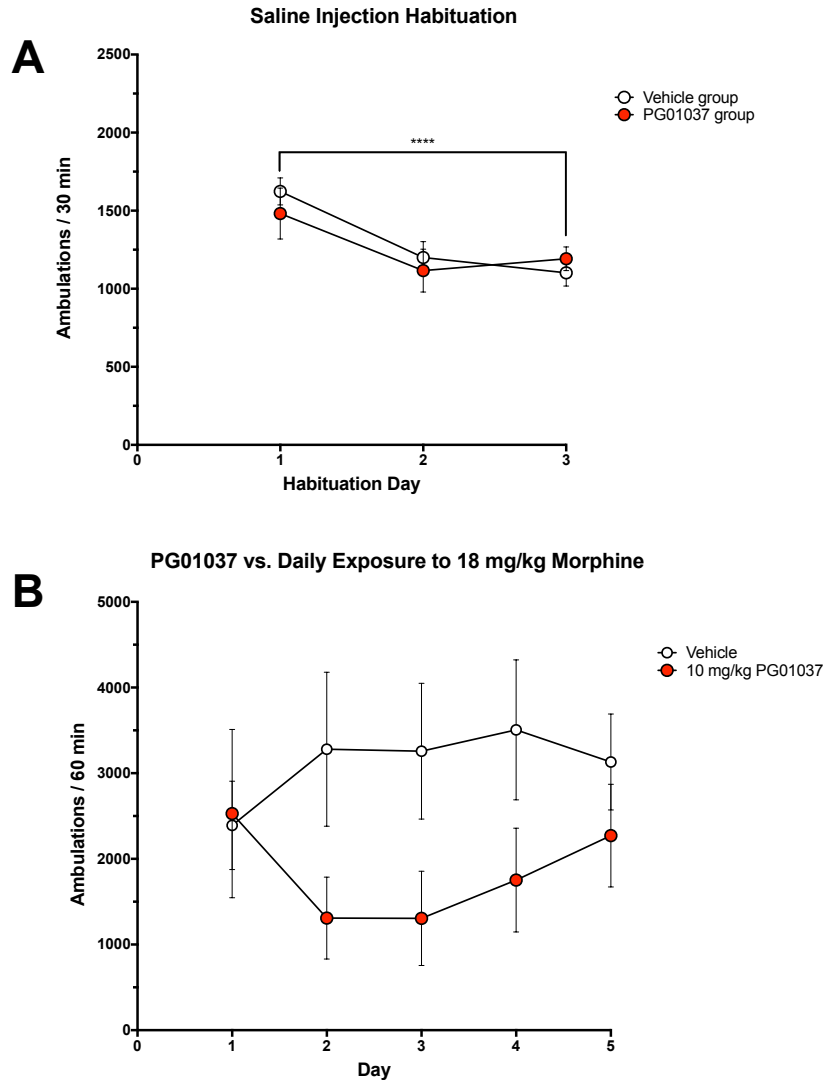 Saline Injection Habituation
A
2500
2000
1500
1000
500
0
0 1 2 3
Ambulations / 30 min
Habituation Day
****
Vehicle group
PG01037 group
PG01037 vs. Daily Exposure to 18 mg/kg Morphine
B
5000
4000
3000
2000
1000
0
0 1 2 3 4 5
Ambulations / 60 min
Day
Vehicle
10 mg/kg PG01037